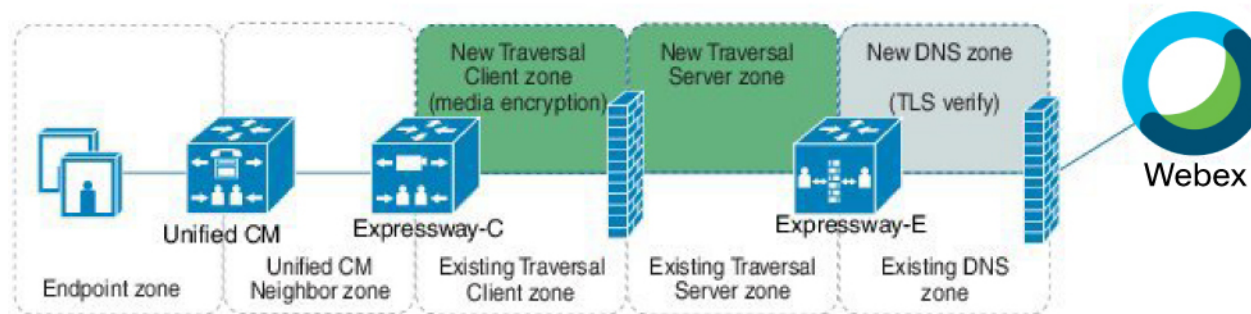 New Traversal
Client zone
(media encryption)
New Traversal
Server zone
New DNS zone
(TLS verify)
Webex
Unified CM
Expressway-C
Expressway-E
Endpoint zone
Unified CM
Neighbor zone
Existing Traversal
Client zone
Existing Traversal
Server zone
Existing DNS
zone